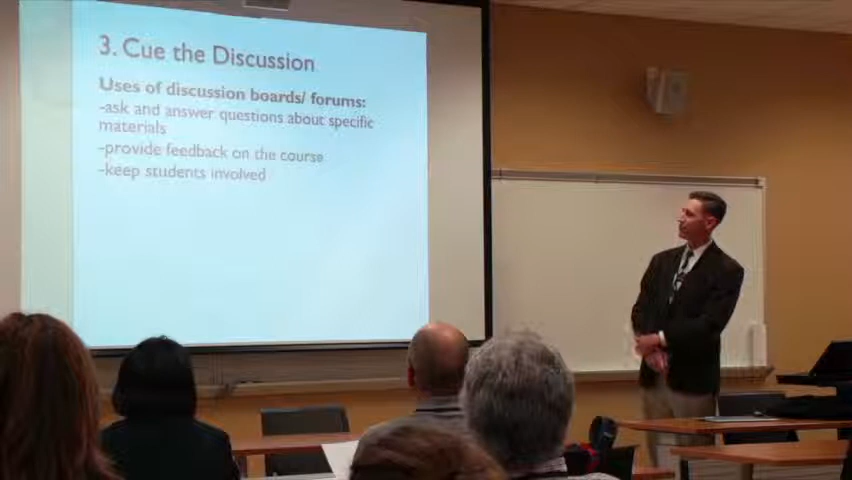 3. Cue the Discussion
Uses of discussion boards/ forums:
-ask and answer questions about specific
materials
-provide feedback on the course
-keep students involved